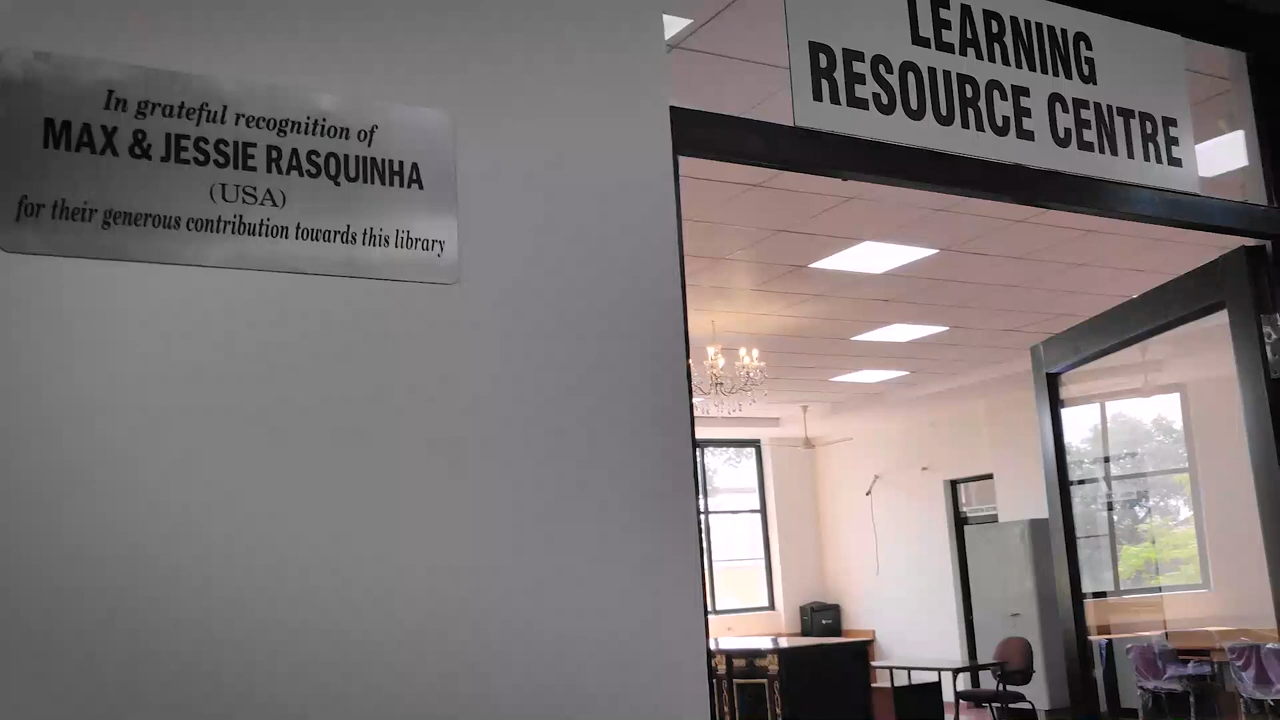 In grateful recognition of
MAX & JESSIE RASQUINHA
(USA)
for their generous contribution towards this library
LEARNING
RESOURCE CENTRE